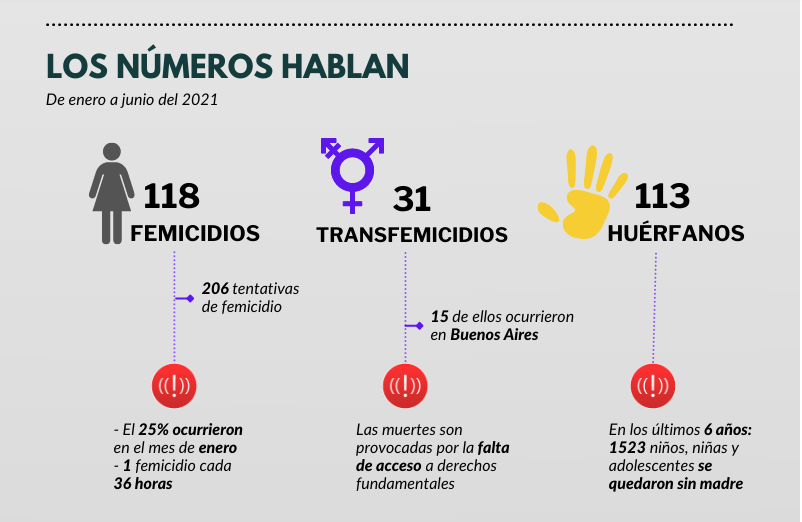 LOS NÚMEROS HABLAN
De enero a junio del 2021
118
FEMICIDIOS
206 tentativas
de femicidio
- El 25% ocurrieron
en el mes de enero
- 1 femicidio cada
36 horas
31
TRANSFEMICIDIOS
15 de ellos ocurrieron
en Buenos Aires
Las muertes son
provocadas por la falta
de acceso a derechos
fundamentales
113
HUÉRFANOS
En los últimos 6 años:
1523 niños, niñas y
adolescentes se
quedaron sin madre